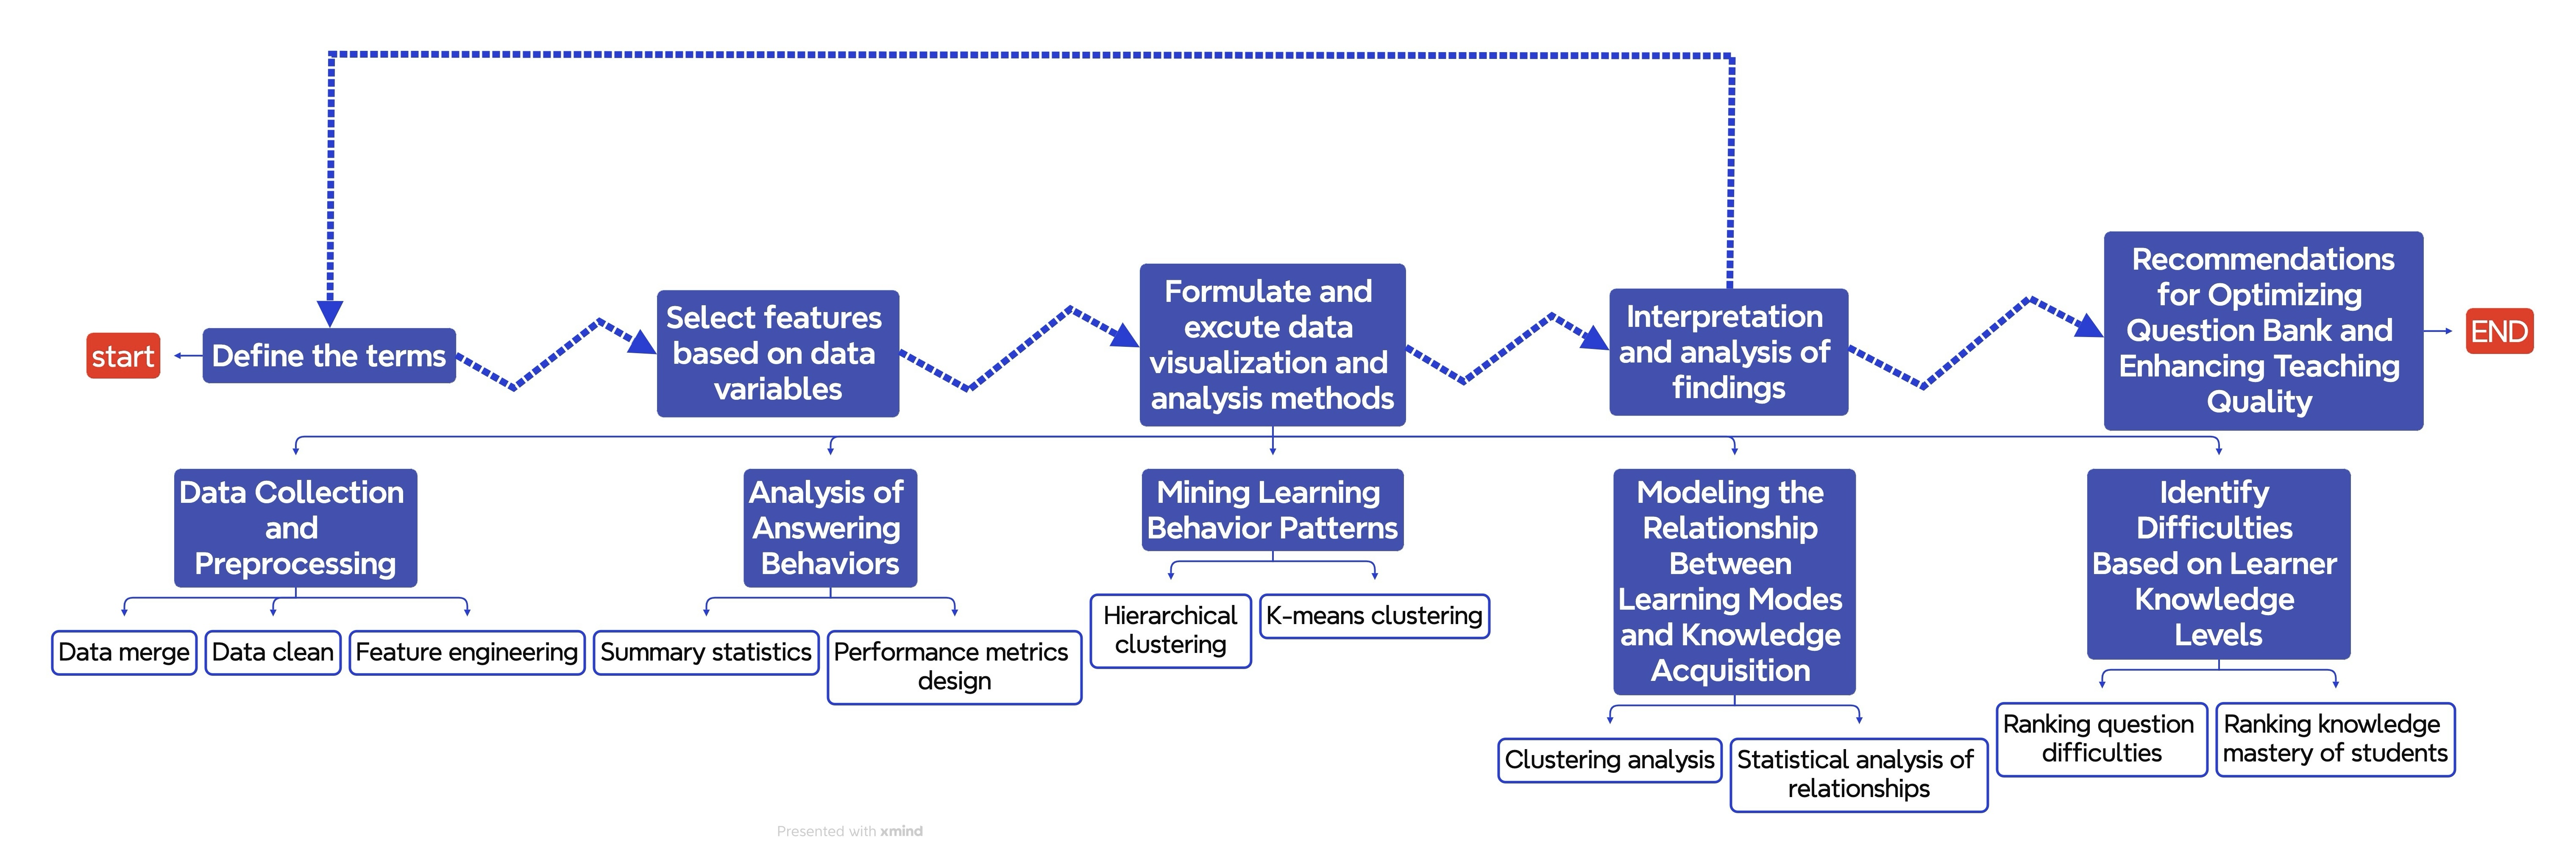 start
Define the terms
Select features
based on data
variables
Formulate and
excute data
visualization and
analysis methods
Interpretation
and analysis of
findings
Recommendations
for Optimizing
Question Bank and
Enhancing Teaching
Quality
END
Data Collection
and
Preprocessing
Analysis of
Answering
Behaviors
Mining Learning
Behavior Patterns
Modeling the
Relationship
Between
Learning Modes
and Knowledge
Acquisition
Identify
Difficulties
Based on Learner
Knowledge
Levels
Data merge
Data clean
Feature engineering
Summary statistics
Performance metrics
design
Hierarchical
clustering
K-means clustering
Clustering analysis
Statistical analysis of
relationships
Ranking question
difficulties
Ranking knowledge
mastery of students
Presented with xmind